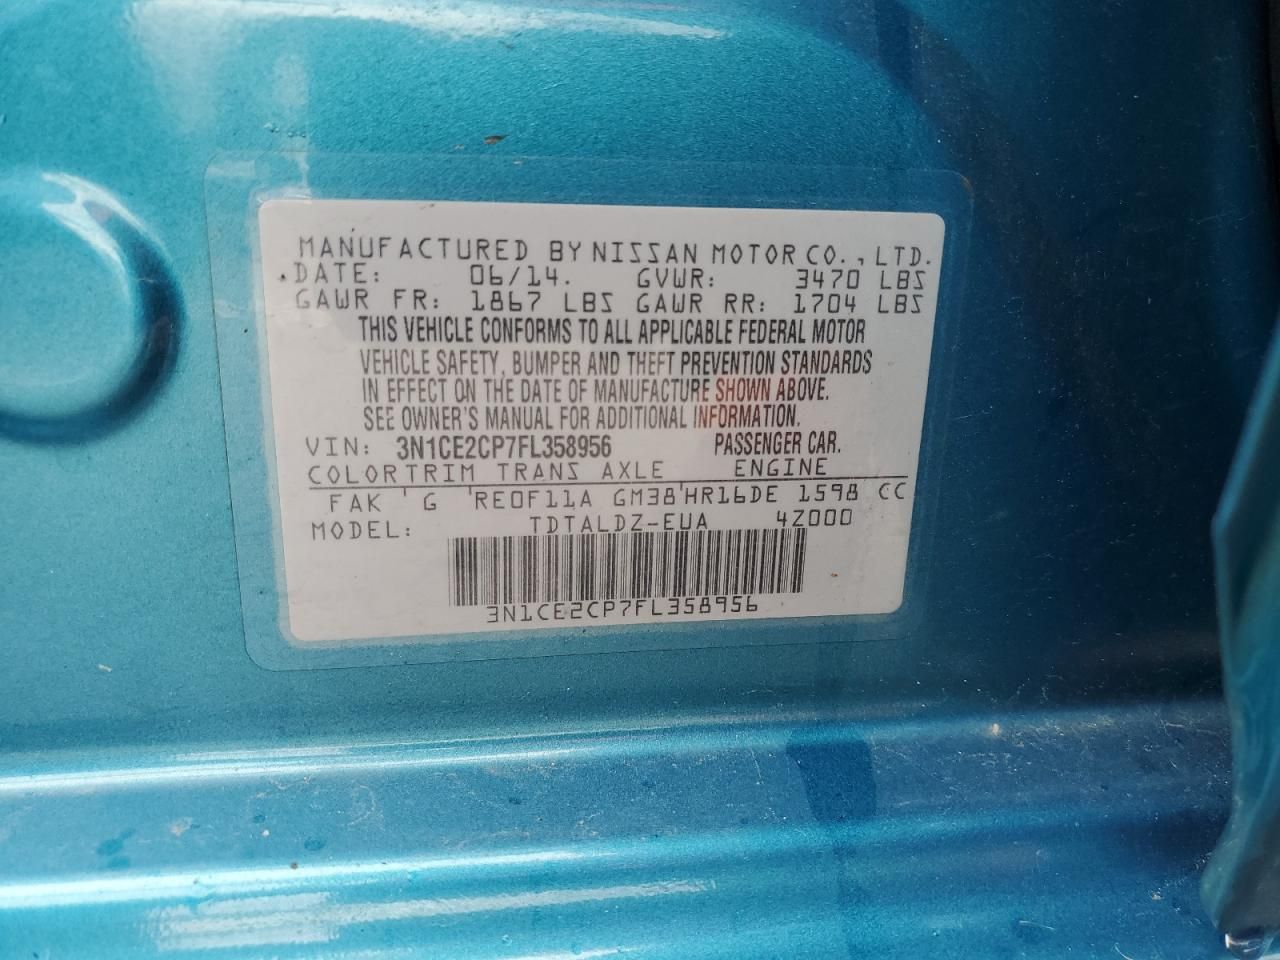 MANUFACTURED BY NISSAN MOTOR CO., LTD.
DATE: 06/14. GVWR: 3470 LBS
GAWR FR: 1867 LBS GAWR RR: 1704 LBS
THIS VEHICLE CONFORMS TO ALL APPLICABLE FEDERAL MOTOR
VEHICLE SAFETY, BUMPER AND THEFT PREVENTION STANDARDS
IN EFFECT ON THE DATE OF MANUFACTURE SHOWN ABOVE.
SEE OWNER'S MANUAL FOR ADDITIONAL INFORMATION.
VIN: 3N1CE2CP7FL358956 PASSENGER CAR.
COLORTRIM TRANS AXLE ENGINE
FAK ' G 'RE0F11A GM38'HR16DE 1598 CC
MODEL: TDTALDZ-EUA 4Z000
3N1CE2CP7FL358956